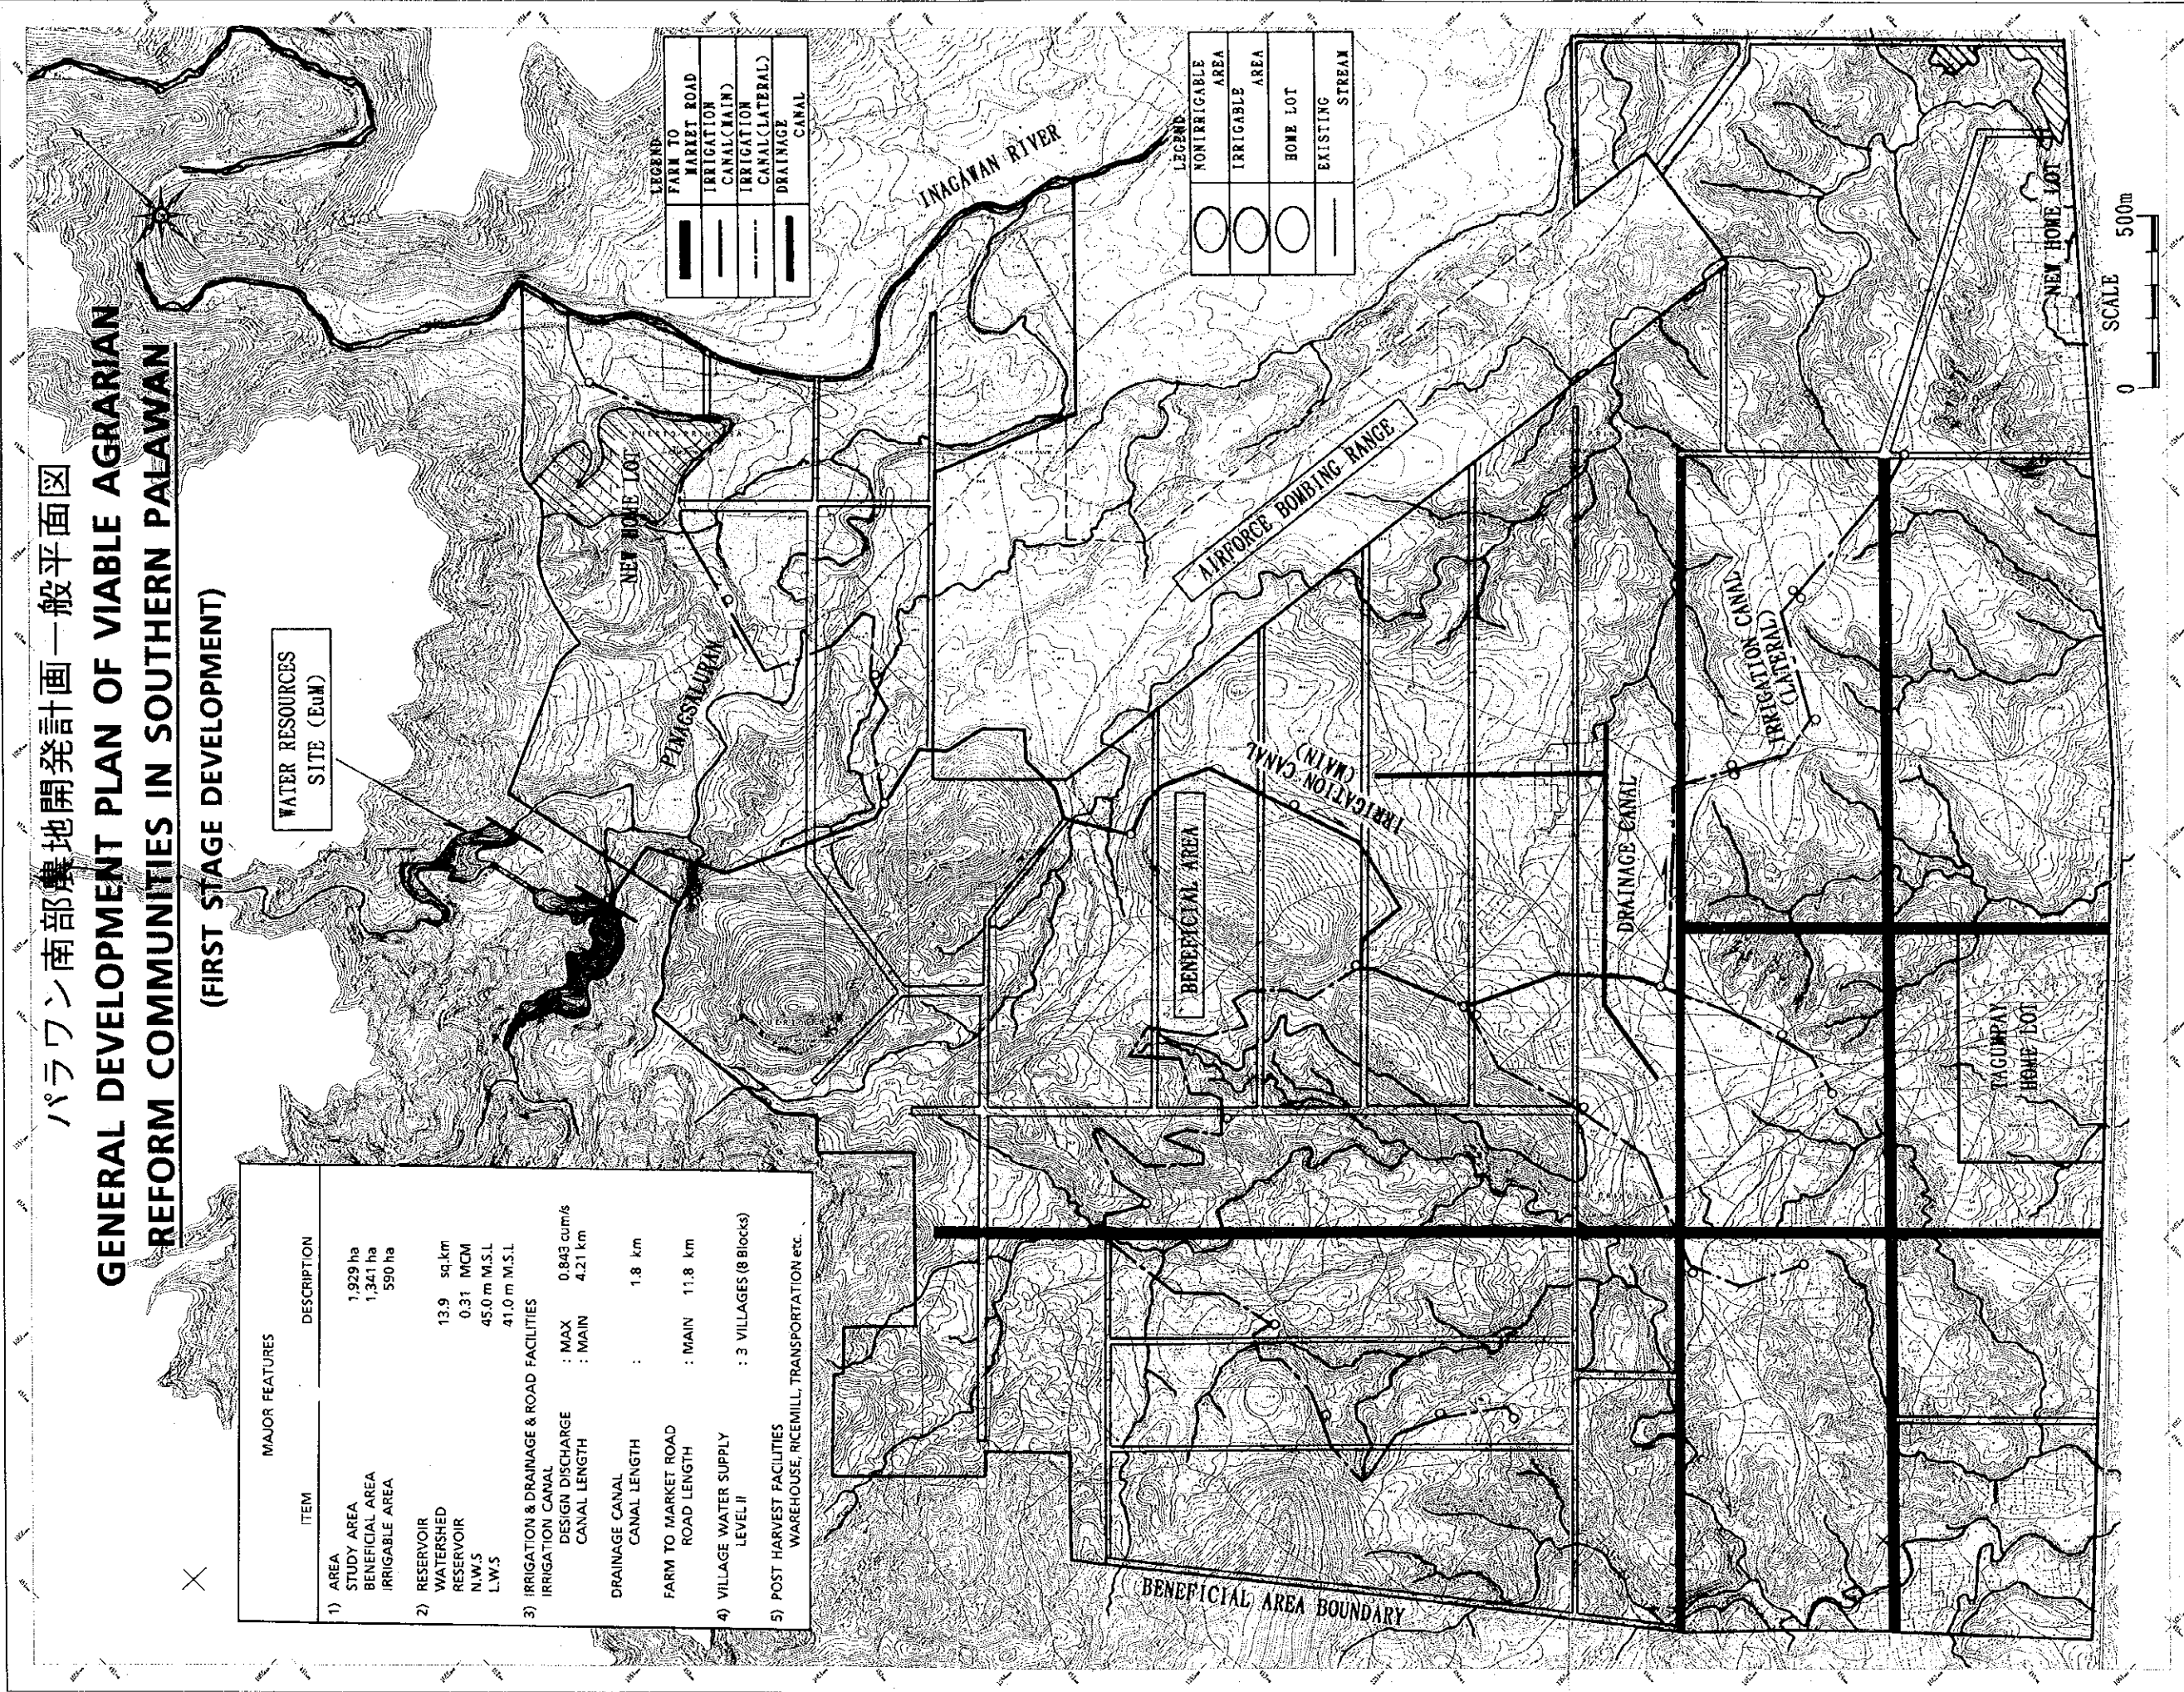 パラワン南部農地開発計画一般平面図
GENERAL DEVELOPMENT PLAN OF VIABLE AGRARIAN
REFORM COMMUNITIES IN SOUTHERN PALAWAN
(FIRST STAGE DEVELOPMENT)
MAJOR FEATURES
ITEM DESCRIPTION
1) AREA
STUDY AREA 1,929 ha
BENEFICIAL AREA 1,341 ha
IRRIGABLE AREA 590 ha
2) RESERVOIR
WATERSHED 13.9 sq.km
RESERVOIR 0.31 MCM
N.W.S 45.0 m M.S.L
L.W.S 41.0 m M.S.L
3) IRRIGATION & DRAINAGE & ROAD FACILITIES
IRRIGATION CANAL
DESIGN DISCHARGE : MAX 0.843 cum/s
CANAL LENGTH : MAIN 4.21 km
DRAINAGE CANAL
CANAL LENGTH : 1.8 km
FARM TO MARKET ROAD
ROAD LENGTH : MAIN 11.8 km
4) VILLAGE WATER SUPPLY
LEVEL II : 3 VILLAGES (8 Blocks)
5) POST HARVEST FACILITIES
WAREHOUSE, RICEMILL, TRANSPORTATION etc.
WATER RESOURCES
SITE (EuM)
LEGEND
FARM TO
MARKET ROAD
IRRIGATION
CANAL(MAIN)
IRRIGATION
CANAL(LATERAL)
DRAINAGE
CANAL
INAGAWAN RIVER
NEW HOME LOT
PINAGSALUBAN
LEGEND
NONIRRIGABLE
AREA
IRRIGABLE
AREA
HOME LOT
EXISTING
STREAM
AIRFORCE BOMBING RANGE
BENEFICIAL AREA
IRRIGATION CANAL
(MAIN)
DRAINAGE CANAL
IRRIGATION CANAL
(LATERAL)
BENEFICIAL AREA BOUNDARY
TAGUMPAY
HOME LOT
NEW HOME LOT
SCALE
0 500m